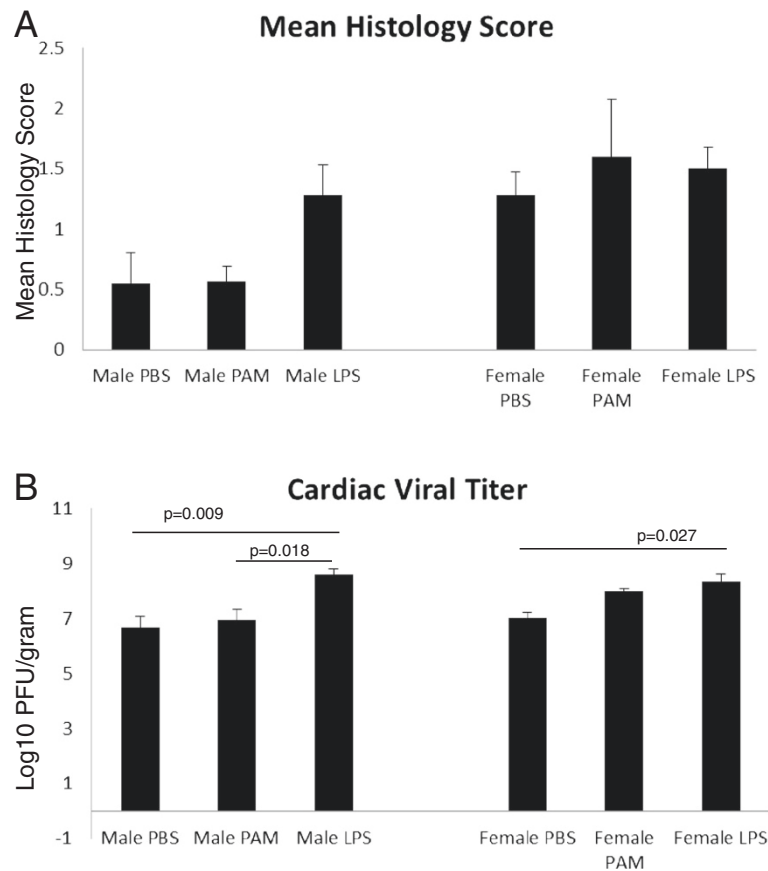 A
Mean Histology Score
Mean Histology Score
2.5
2
1.5
1
0.5
0
Male PBS
Male PAM
Male LPS
Female PBS
Female PAM
Female LPS
B
Cardiac Viral Titer
Log10 PFU/gram
11
9
7
5
3
1
-1
p=0.009
p=0.018
p=0.027
Male PBS
Male PAM
Male LPS
Female PBS
Female PAM
Female LPS